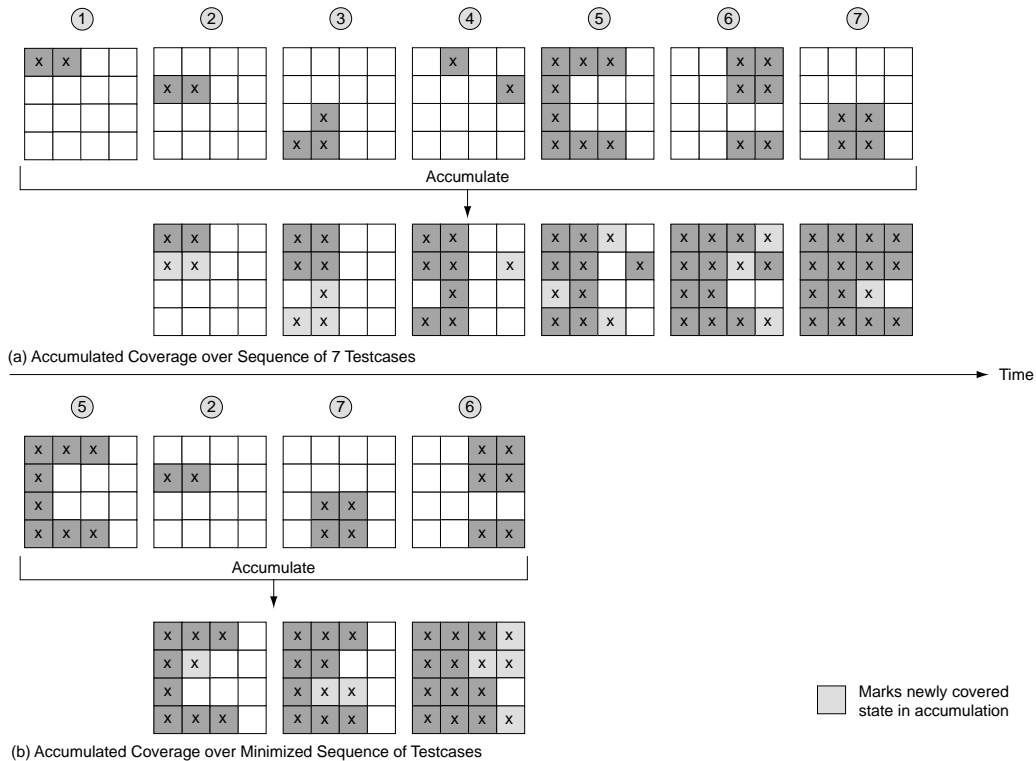 1 2 3 4 5 6 7
x x x x x x x x
x x x x x x
x x x x
x x x x x x x x x
Accumulate
x x x x x x x x x x x x x x x x x
x x x x x x x x x x x x x x x x x x
x x x x x x x x x
x x x x x x x x x x x x x x x
(a) Accumulated Coverage over Sequence of 7 Testcases
Time
5 2 7 6
x x x x x
x x x x x
x x x
x x x x x x x
Accumulate
x x x x x x x x x x
x x x x x x x x
x x x x x x x
x x x x x x x x x x
Marks newly covered
state in accumulation
(b) Accumulated Coverage over Minimized Sequence of Testcases